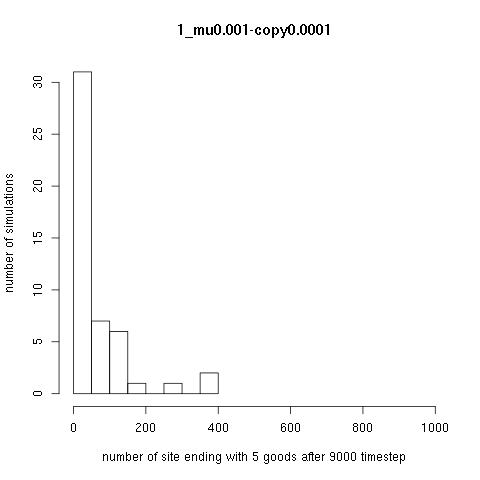 1_mu0.001-copy0.0001
number of simulations
30
25
20
15
10
5
0
0 200 400 600 800 1000
number of site ending with 5 goods after 9000 timestep